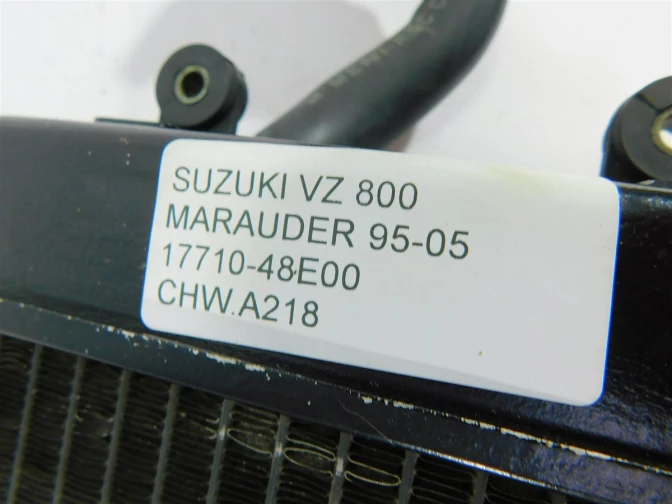 SUZUKI VZ 800
MARAUDER 95-05
17710-48E00
CHW.A218